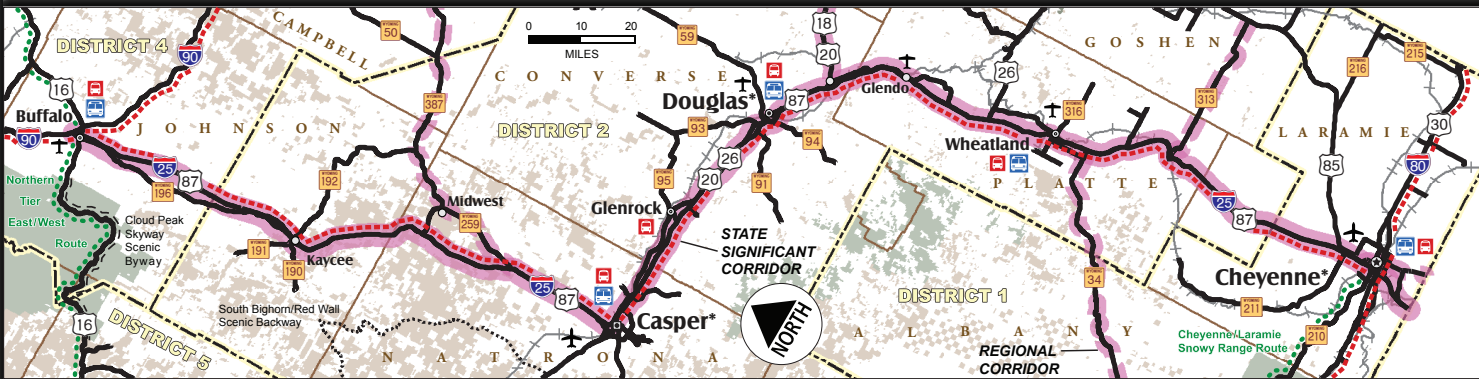 DISTRICT 4
CAMPBELL
50
90
16
Buffalo
90
JOHNSON
387
0 10 20
MILES
59
CONVERSE
DISTRICT 2
Douglas*
18
20
87
Glendo
26
GOSHEN
216
215
316
313
LARAMIE
30
85
80
Wheatland
PLATTE
93
94
26
20
91
95
Glenrock
STATE
SIGNIFICANT
CORRIDOR
25
87
196
192
Northern
Tier
East/West
Route
Cloud Peak
Skyway
Scenic
Byway
191
190
Kaycee
Midwest
259
South Bighorn/Red Wall
Scenic Backway
16
DISTRICT 5
25
87
Casper*
NATRONA
NORTH
ALBANY
DISTRICT 1
34
REGIONAL
CORRIDOR
25
87
Cheyenne*
211
210
Cheyenne/Laramie
Snowy Range Route